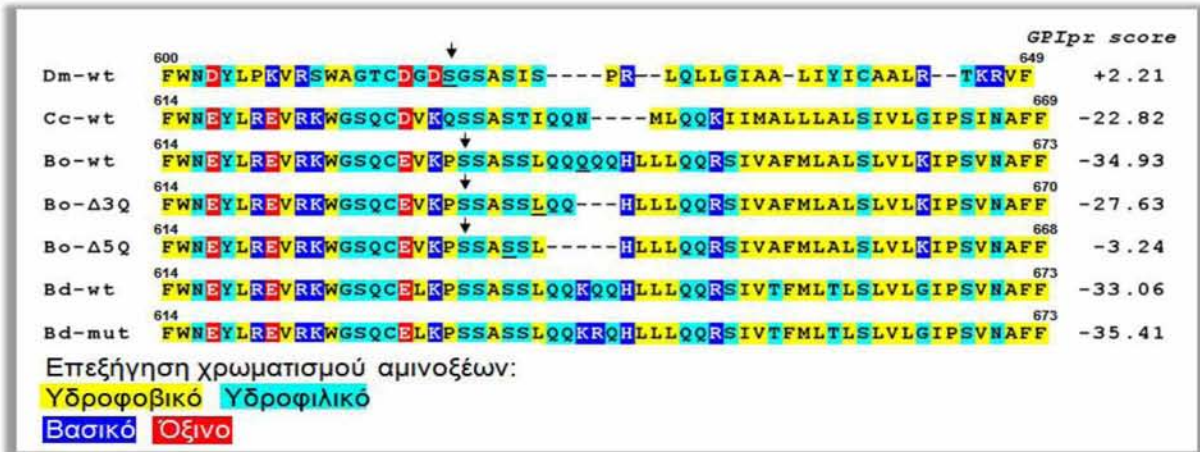 GPIpr score
600 649
Dm-wt FWNDYLPKVRSWAGTCDGDSGSASIS----PR--LQLLGIAA-LIYICAALR--TKRVF +2.21
614 669
Cc-wt FWNEYLREVRKWGSQCDVKQSSASTIQQN----MLQQKIIMALLLALSIVLGIPSINAFF -22.82
614 673
Bo-wt FWNEYLREVRKWGSQCEVKPSSASSLQQQQQHLLLQQRSIVAFMLALSLVLKIPSVNAFF -34.93
614 670
Bo-Δ3Q FWNEYLREVRKWGSQCEVKPSSASSLQQ---HLLLQQRSIVAFMLALSLVLKIPSVNAFF -27.63
614 668
Bo-Δ5Q FWNEYLREVRKWGSQCEVKPSSASSL-----HLLLQQRSIVAFMLALSLVLKIPSVNAFF -3.24
614 673
Bd-wt FWNEYLREVRKWGSQCELKPSSASSLQQKQQHLLLQQRSIVTFMLTLSLVLGIPSVNAFF -33.06
614 673
Bd-mut FWNEYLREVRKWGSQCELKPSSASSLQQKRQHLLLQQRSIVTFMLTLSLVLGIPSVNAFF -35.41
Επεξήγηση χρωματισμού αμινοξέων:
Υδροφοβικό Υδροφιλικό
Βασικό Όξινο